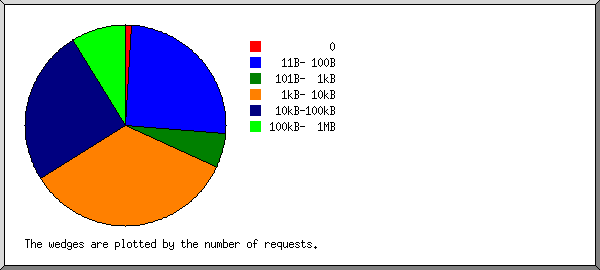 0
11B- 100B
101B- 1kB
1kB- 10kB
10kB-100kB
100kB- 1MB
The wedges are plotted by the number of requests.